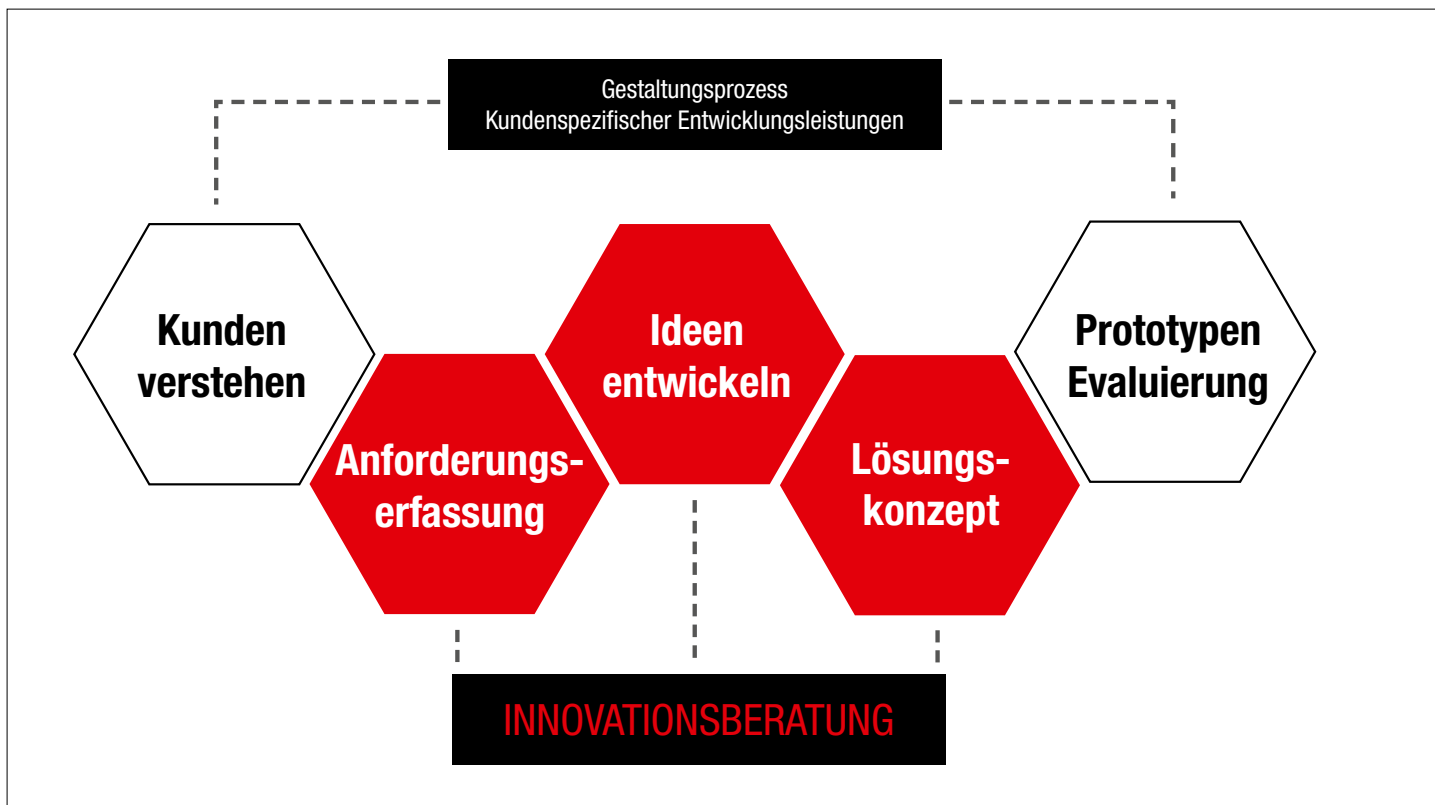 Gestaltungsprozess
Kundenspezifischer Entwicklungsleistungen
Kunden
verstehen
Anforderungs-
erfassung
Ideen
entwickeln
Lösungs-
konzept
Prototypen
Evaluierung
INNOVATIONSBERATUNG